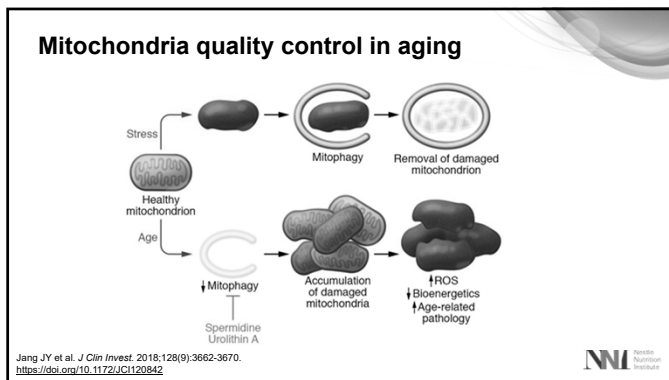 Mitochondria quality control in aging
Stress
Mitophagy
Removal of damaged
mitochondrion
Healthy
mitochondrion
Age
↓Mitophagy
Accumulation
of damaged
mitochondria
↑ROS
↓Bioenergetics
↑Age-related
pathology
Spermidine
Urolithin A
Jang JY et al. J Clin Invest. 2018;128(9):3662-3670.
https://doi.org/10.1172/JCI120842
NNI
Nestle
Nutrition
Institute